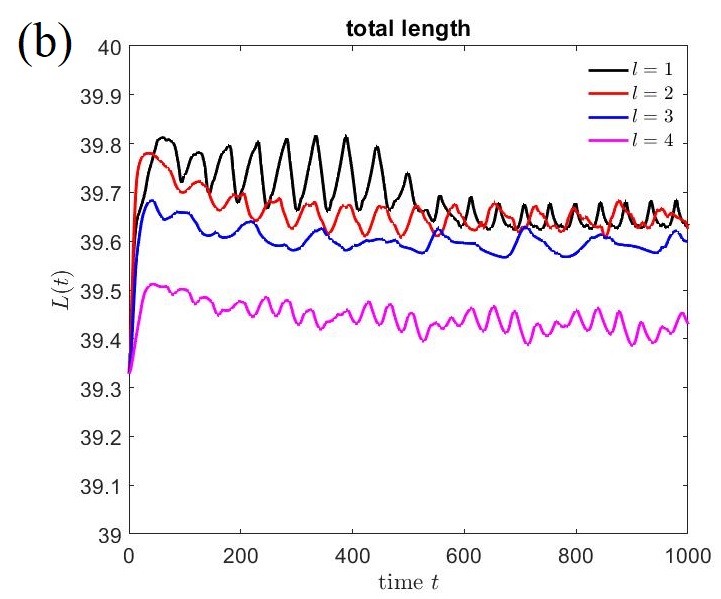 (b)
total length
40
39.9
39.8
39.7
39.6
39.5
39.4
39.3
39.2
39.1
39
L(t)
l = 1
l = 2
l = 3
l = 4
0 200 400 600 800 1000
time t